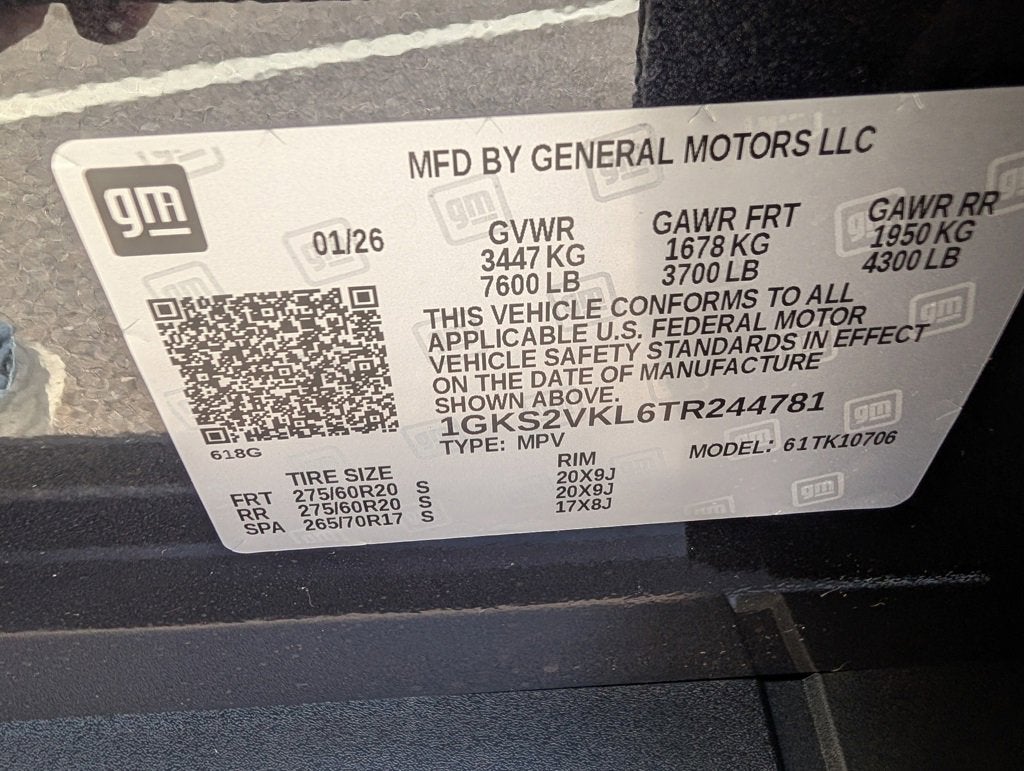 gm
MFD BY GENERAL MOTORS LLC
01/26
GVWR
3447 KG
7600 LB
GAWR FRT
1678 KG
3700 LB
GAWR RR
1950 KG
4300 LB
THIS VEHICLE CONFORMS TO ALL
APPLICABLE U.S. FEDERAL MOTOR
VEHICLE SAFETY STANDARDS IN EFFECT
ON THE DATE OF MANUFACTURE
SHOWN ABOVE.
1GKS2VKL6TR244781
TYPE: MPV
MODEL: 61TK10706
618G
TIRE SIZE
RIM
FRT 275/60R20 S 20X9J
RR 275/60R20 S 20X9J
SPA 265/70R17 S 17X8J